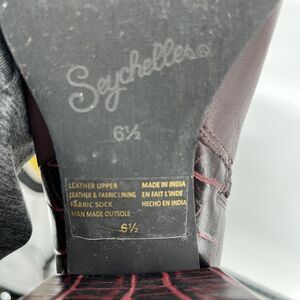 Seychelles®
6½
LEATHER UPPER MADE IN INDIA
LEATHER & FABRIC LINING EN FAIT L'INDE
FABRIC SOCK HECHO EN INDIA
MAN MADE OUTSOLE
6½